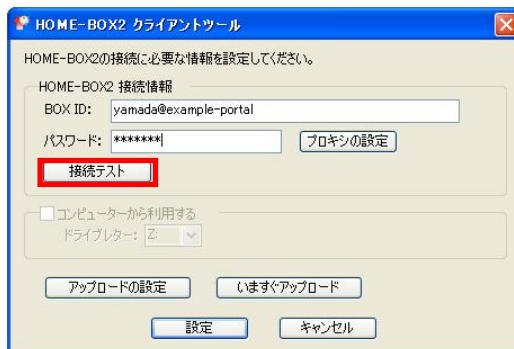 HOME-BOX2 クライアントツール
HOME-BOX2の接続に必要な情報を設定してください。
HOME-BOX2 接続情報
BOX ID: yamada@example-portal
パスワード: ******* プロキシの設定
接続テスト
コンピューターから利用する
ドライブレター: Z:
アップロードの設定 いますぐアップロード
設定 キャンセル